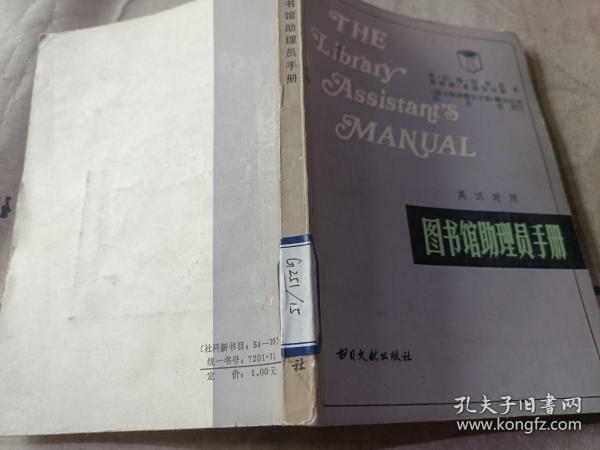 THE
Library
Assistant's
MANUAL
英汉对照
图书馆助理员手册
书目文献出版社
书馆助理员手册
G251/15
社
〔社科新书目:54—30〕
统一书号:7201·31
定 价:1.00元
孔夫子旧书网
www.kongfz.com